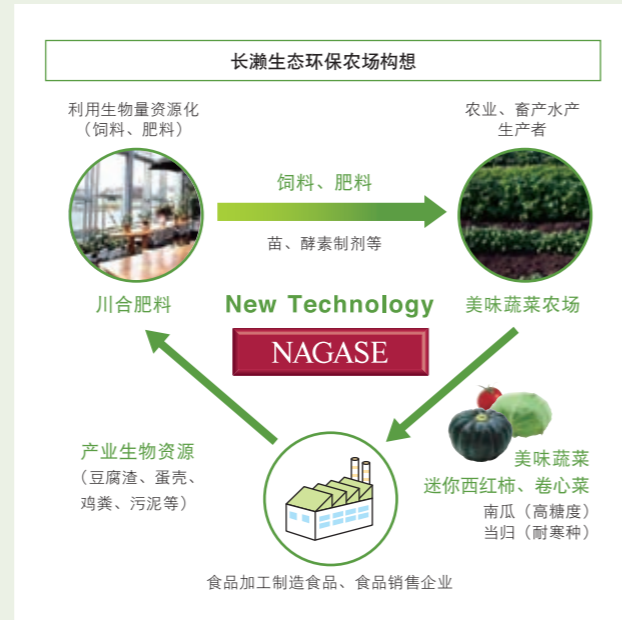 长濑生态环保农场构想
利用生物量资源化
（饲料、肥料）
农业、畜产水产
生产者
饲料、肥料
苗、酵素制剂等
川合肥料
New Technology
美味蔬菜农场
NAGASE
产业生物资源
（豆腐渣、蛋壳、
鸡粪、污泥等）
美味蔬菜
迷你西红柿、卷心菜
南瓜（高糖度）
当归（耐寒种）
食品加工制造食品、食品销售企业